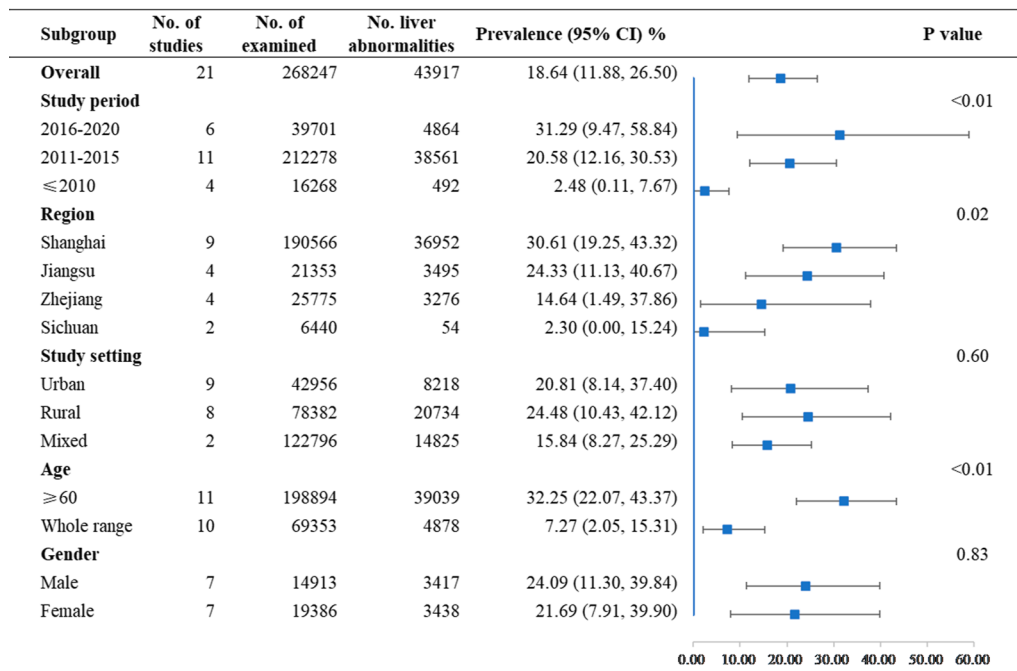 Subgroup No. of studies No. of examined No. liver abnormalities Prevalence (95% CI) % P value
Overall 21 268247 43917 18.64 (11.88, 26.50)
Study period <0.01
2016-2020 6 39701 4864 31.29 (9.47, 58.84)
2011-2015 11 212278 38561 20.58 (12.16, 30.53)
≤2010 4 16268 492 2.48 (0.11, 7.67)
Region 0.02
Shanghai 9 190566 36952 30.61 (19.25, 43.32)
Jiangsu 4 21353 3495 24.33 (11.13, 40.67)
Zhejiang 4 25775 3276 14.64 (1.49, 37.86)
Sichuan 2 6440 54 2.30 (0.00, 15.24)
Study setting 0.60
Urban 9 42956 8218 20.81 (8.14, 37.40)
Rural 8 78382 20734 24.48 (10.43, 42.12)
Mixed 2 122796 14825 15.84 (8.27, 25.29)
Age <0.01
≥60 11 198894 39039 32.25 (22.07, 43.37)
Whole range 10 69353 4878 7.27 (2.05, 15.31)
Gender 0.83
Male 7 14913 3417 24.09 (11.30, 39.84)
Female 7 19386 3438 21.69 (7.91, 39.90)
0.00 10.00 20.00 30.00 40.00 50.00 60.00